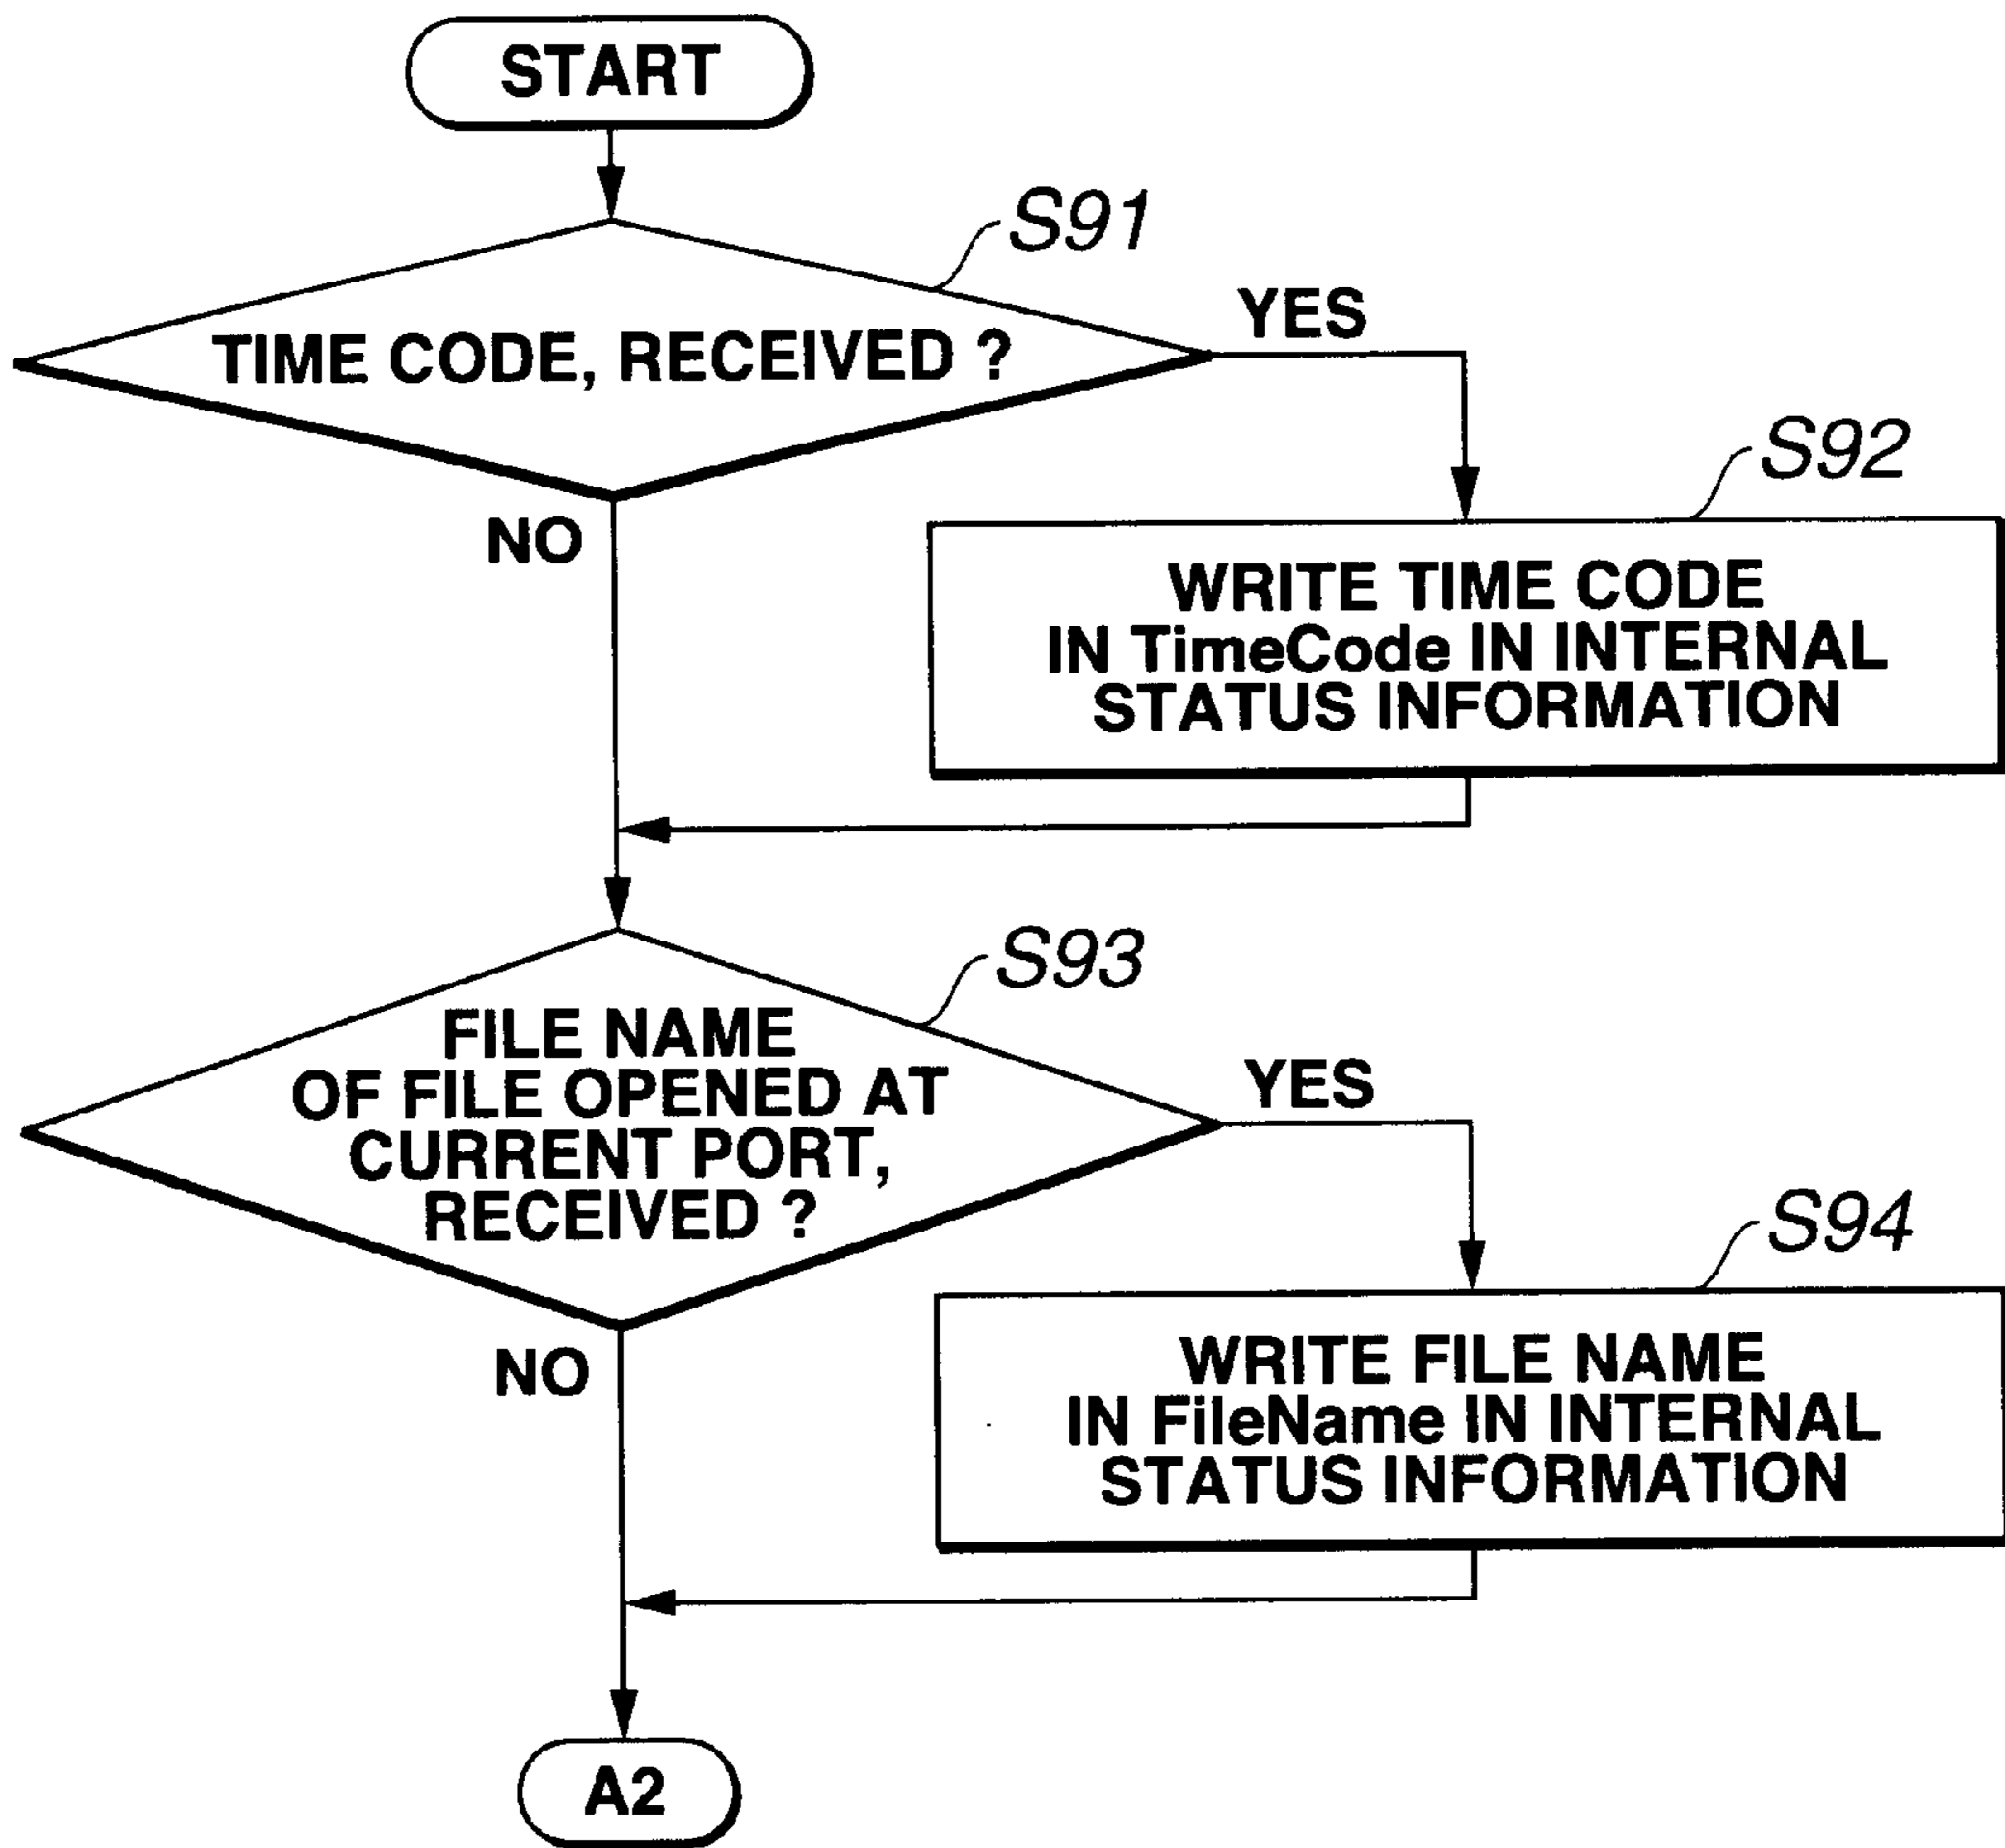 START
S91
TIME CODE, RECEIVED ?
YES
NO
S92
WRITE TIME CODE
IN TimeCode IN INTERNAL
STATUS INFORMATION
S93
FILE NAME
OF FILE OPENED AT
CURRENT PORT,
RECEIVED ?
YES
NO
S94
WRITE FILE NAME
IN FileName IN INTERNAL
STATUS INFORMATION
A2